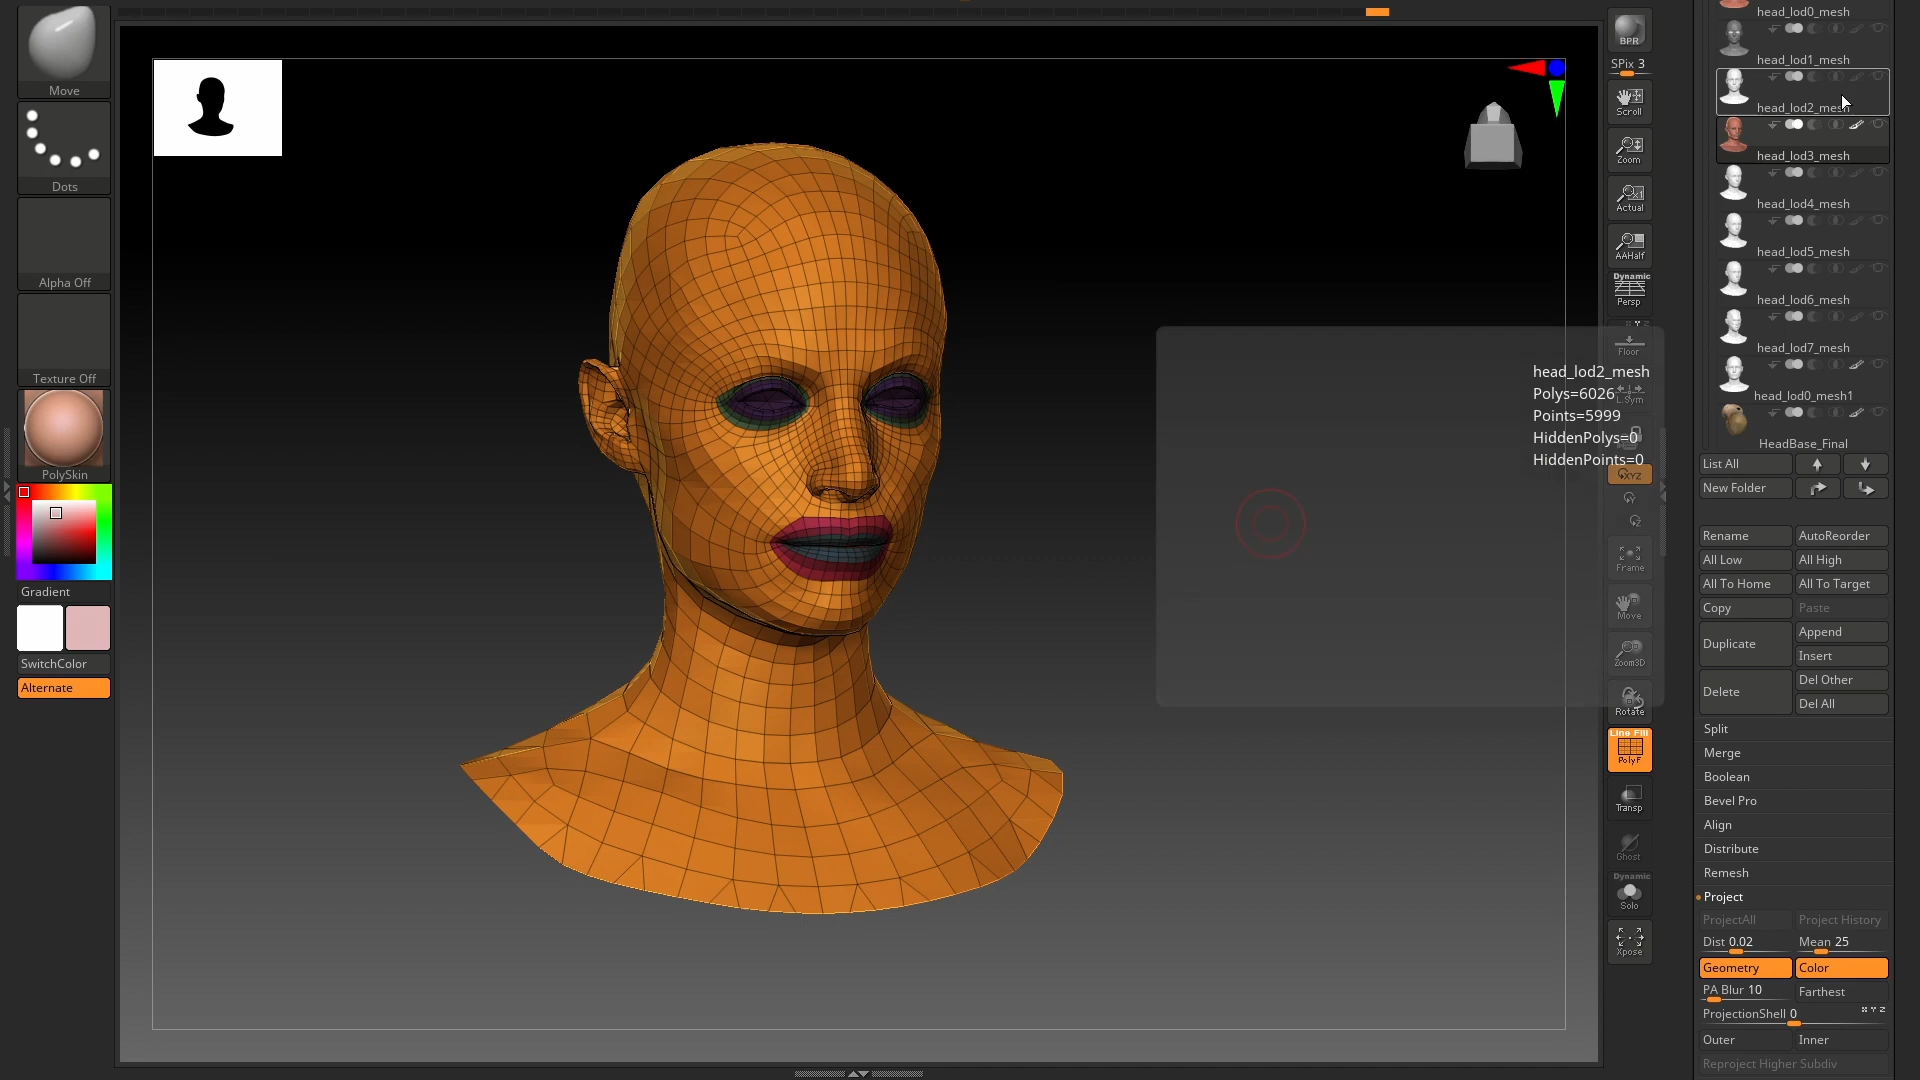 Move
Dots
Alpha Off
Texture Off
PolySkin
Gradient
SwitchColor
Alternate
BPR
SPix 3
Scroll
Zoom
Actual
AAHalf
Dynamic
Persp
Floor
L.Sym
head_lod2_mesh
Polys=6026
Points=5999
HiddenPolys=0
HiddenPoints=0
XYZ
Y
Z
Frame
Move
Zoom3D
Rotate
Line Fill
PolyF
Transp
Ghost
Dynamic
Solo
Xpose
head_lod0_mesh
head_lod1_mesh
head_lod2_mesh
head_lod3_mesh
head_lod4_mesh
head_lod5_mesh
head_lod6_mesh
head_lod7_mesh
head_lod0_mesh1
HeadBase_Final
List All
New Folder
Rename AutoReorder
All Low All High
All To Home All To Target
Copy Paste
Duplicate Append
Insert
Delete Del Other
Del All
Split
Merge
Boolean
Bevel Pro
Align
Distribute
Remesh
Project
ProjectAll Project History
Dist 0.02 Mean 25
Geometry Color
PA Blur 10 Farthest
ProjectionShell 0 X Y Z
Outer Inner
Reproject Higher Subdiv